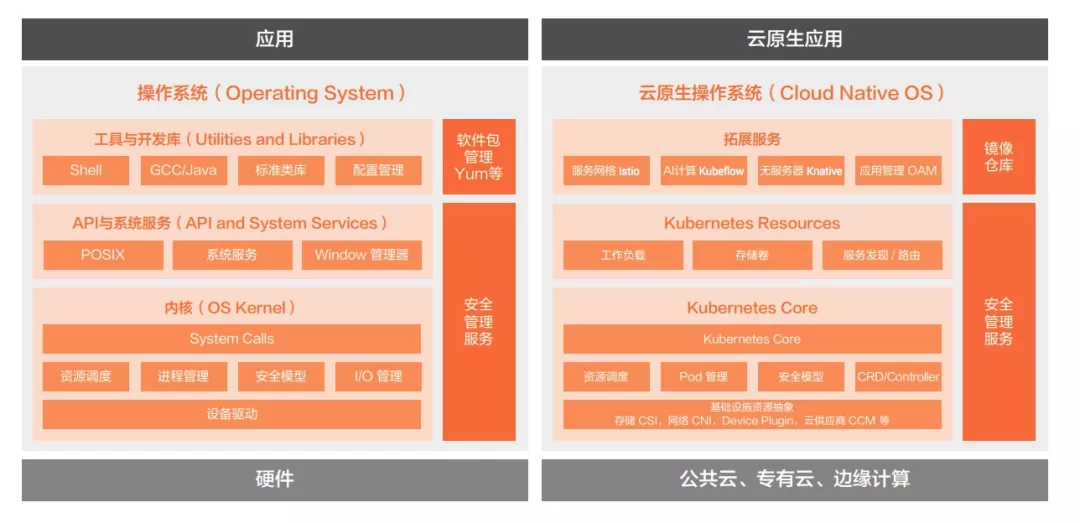 应用
操作系统（Operating System）
工具与开发库（Utilities and Libraries）
Shell
GCC/Java
标准类库
配置管理
软件包
管理
Yum等
API与系统服务（API and System Services）
POSIX
系统服务
Window 管理器
内核（OS Kernel）
System Calls
资源调度
进程管理
安全模型
I/O 管理
设备驱动
安全
管理
服务
硬件
云原生应用
云原生操作系统（Cloud Native OS）
拓展服务
服务网格 Istio
AI计算 Kubeflow
无服务器 Knative
应用管理 OAM
镜像
仓库
Kubernetes Resources
工作负载
存储卷
服务发现 / 路由
Kubernetes Core
Kubernetes Core
资源调度
Pod 管理
安全模型
CRD/Controller
基础设施资源抽象
存储 CSI，网络 CNI，Device Plugin，云供应商 CCM 等
安全
管理
服务
公共云、专有云、边缘计算